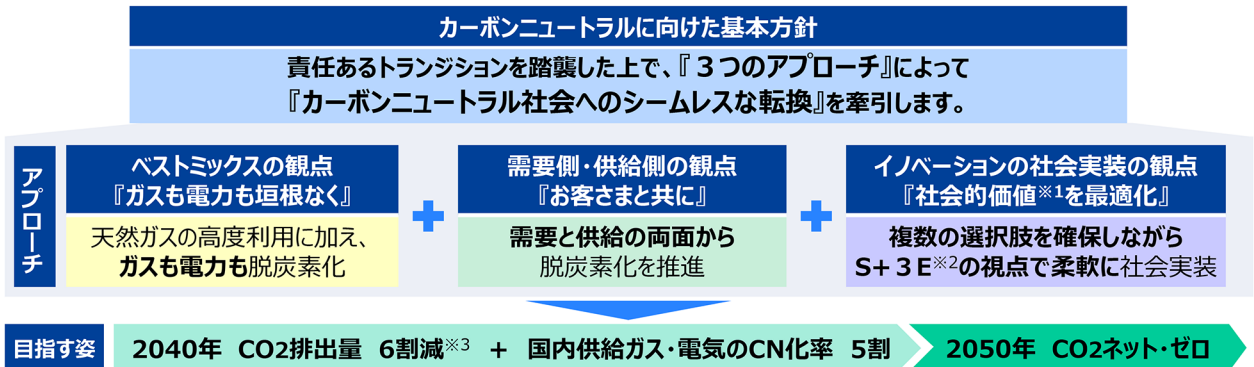 カーボンニュートラルに向けた基本方針
責任あるトランジションを踏襲した上で、『３つのアプローチ』によって
『カーボンニュートラル社会へのシームレスな転換』を牽引します。
アプローチ
ベストミックスの観点
『ガスも電力も垣根なく』
天然ガスの高度利用に加え、
ガスも電力も脱炭素化
+
需要側・供給側の観点
『お客さまと共に』
需要と供給の両面から
脱炭素化を推進
+
イノベーションの社会実装の観点
『社会的価値※1を最適化』
複数の選択肢を確保しながら
S+３E※2の視点で柔軟に社会実装
目指す姿
2040年 CO2排出量 6割減※3 + 国内供給ガス・電気のCN化率 5割
2050年 CO2ネット・ゼロ